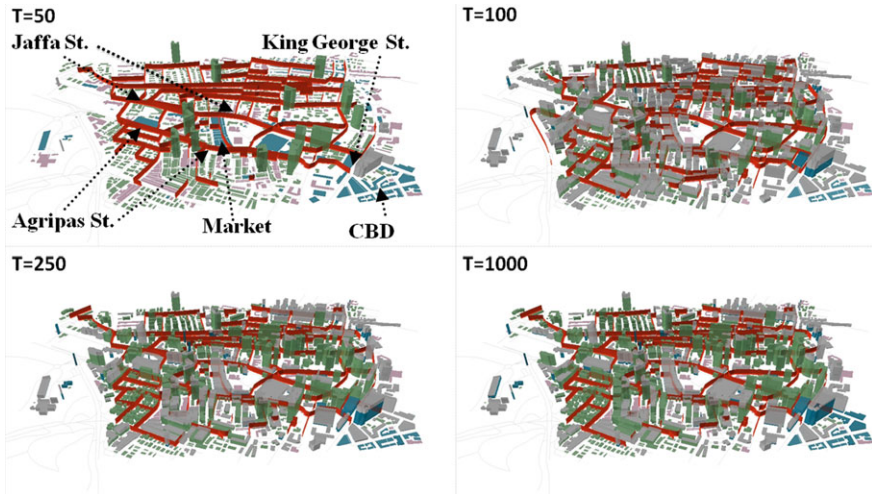 T=50
T=100
Jaffa St.
King George St.
Agripas St.
Market
CBD
T=250
T=1000